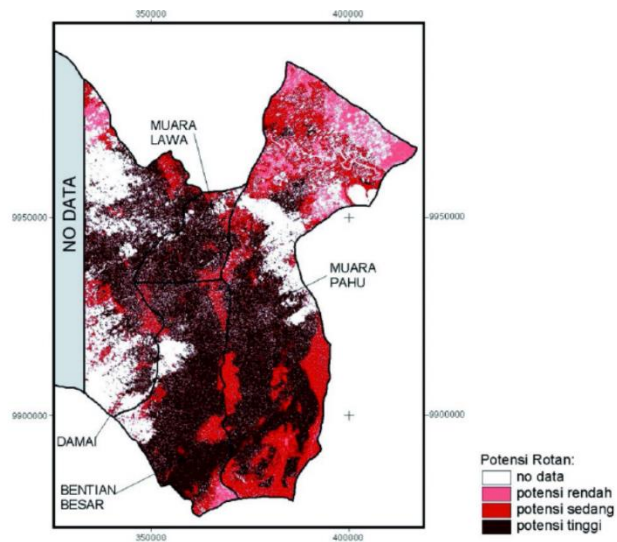 350000
400000
MUARA
LAWA
NO DATA
9950000
9950000
MUARA
PAHU
9900000
9900000
DAMAI
BENTIAN
BESAR
350000
400000
Potensi Rotan:
no data
potensi rendah
potensi sedang
potensi tinggi